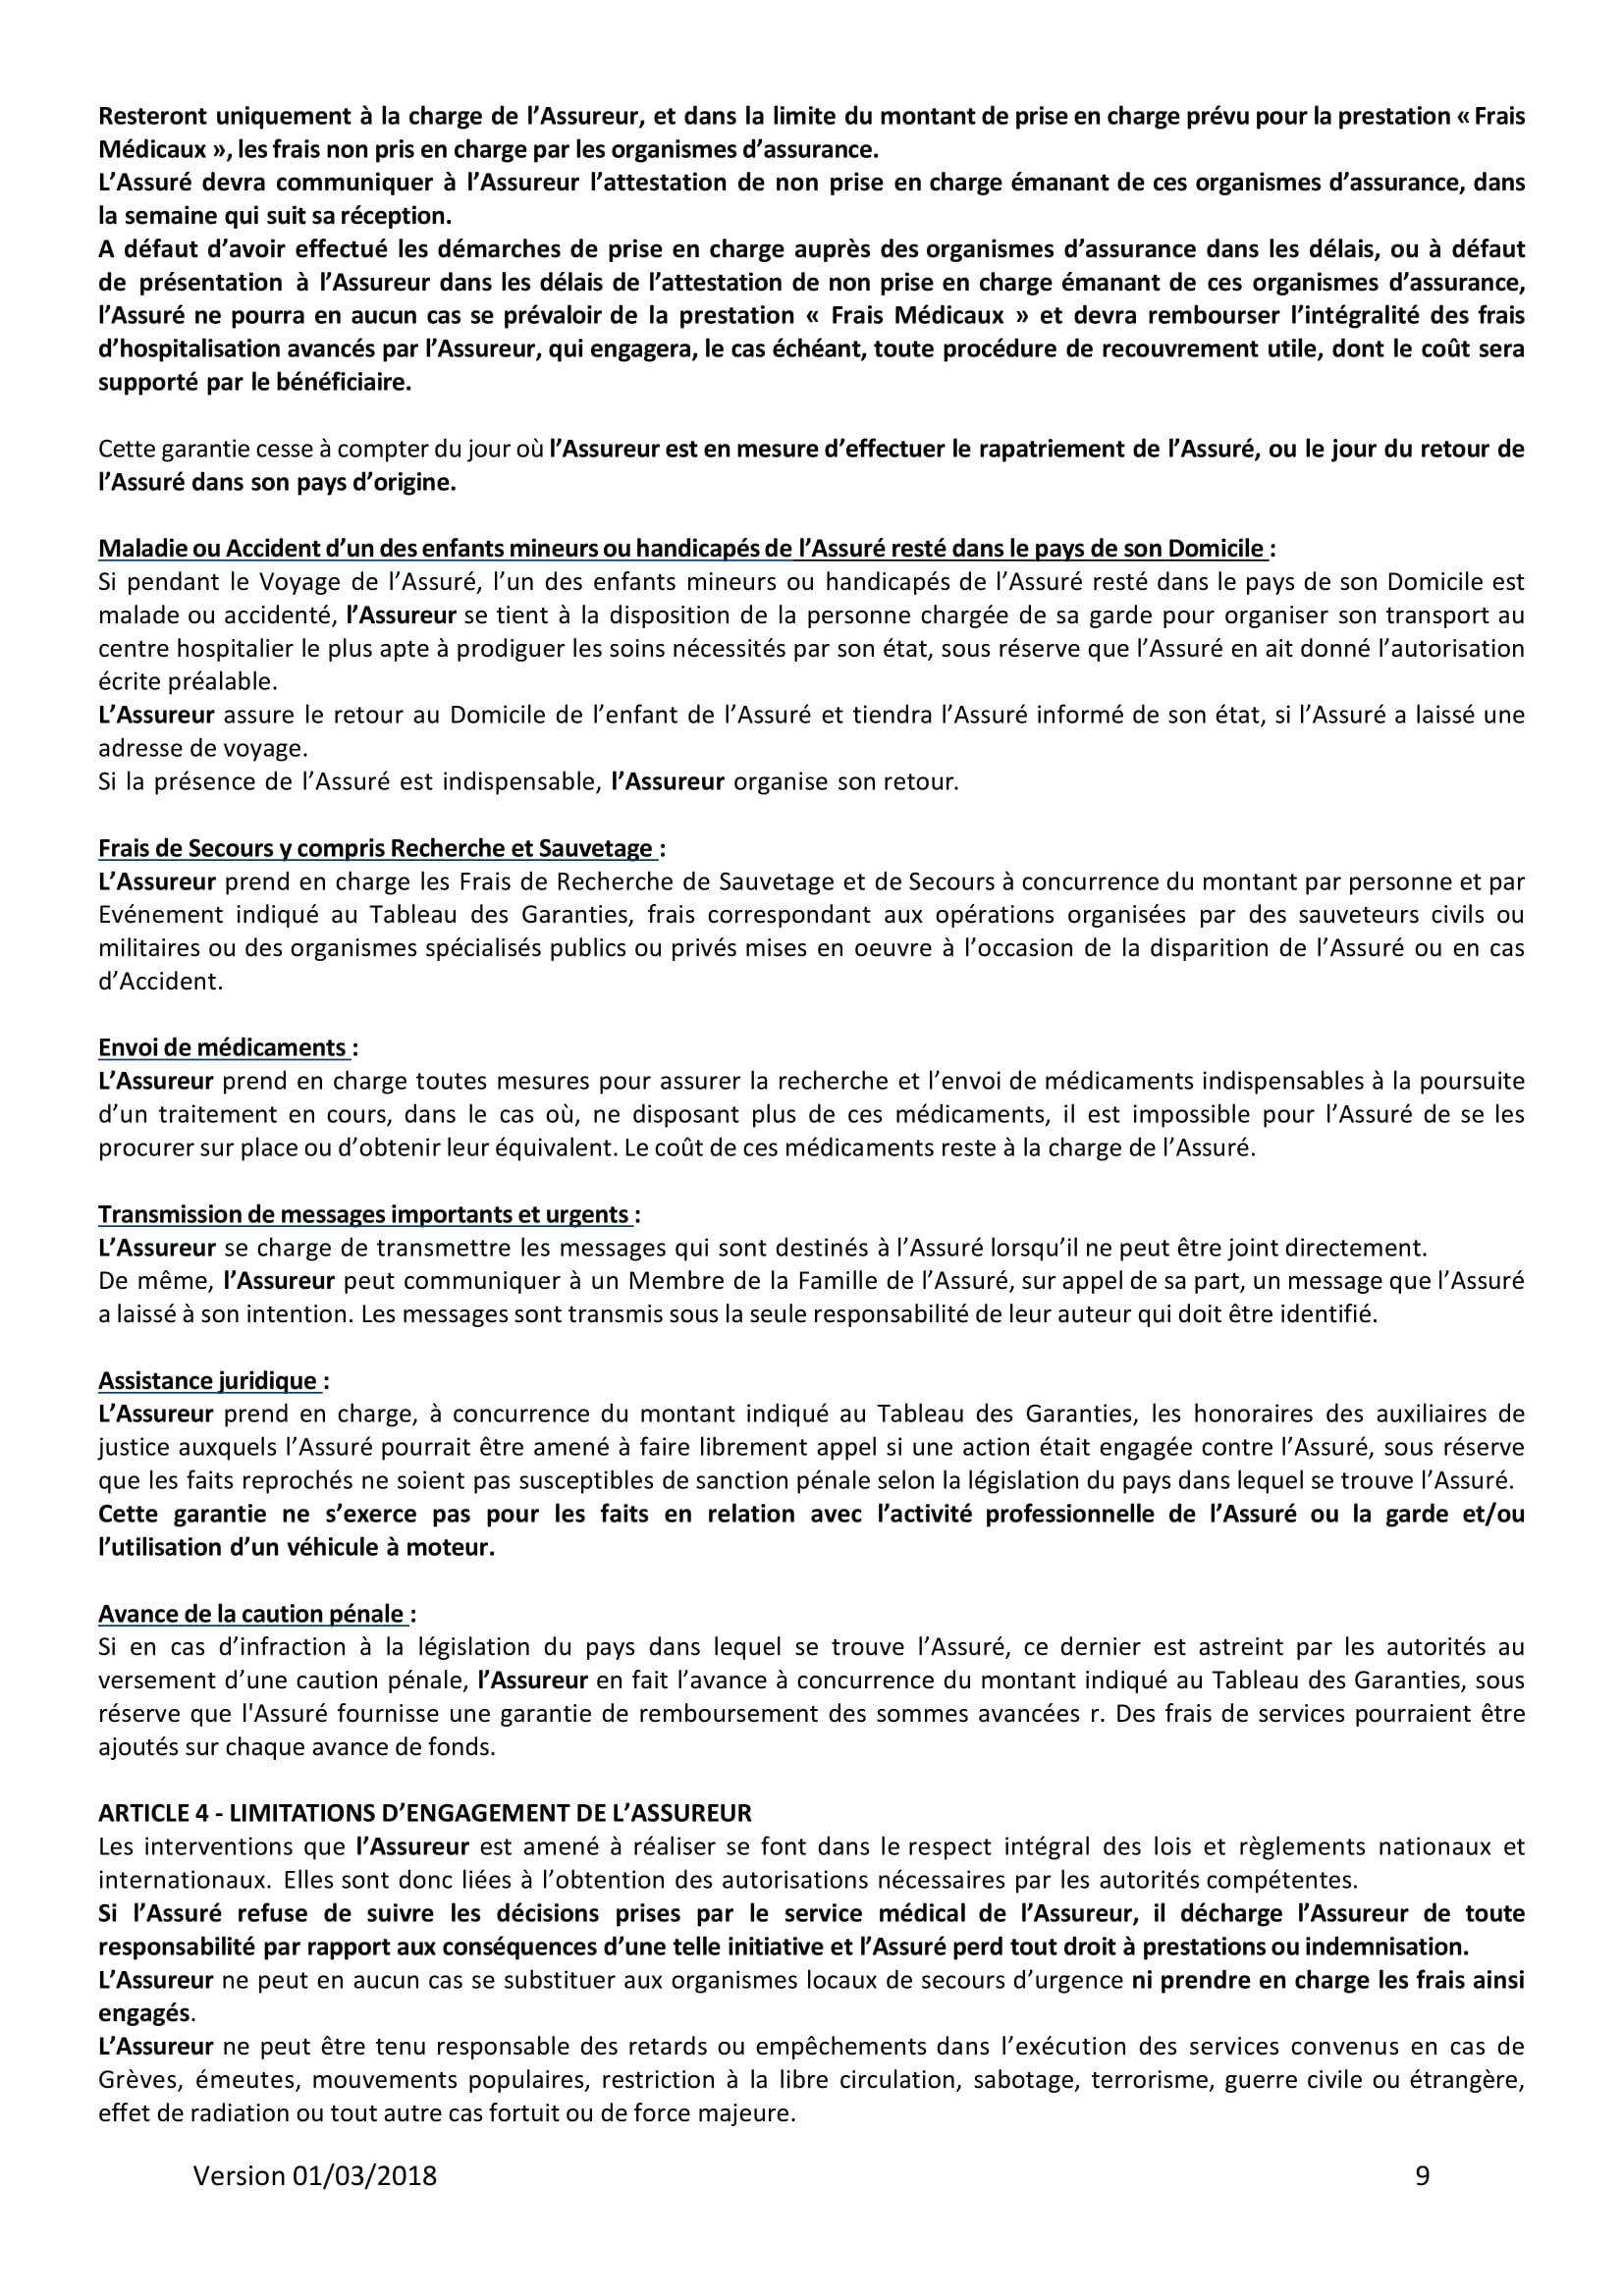 Resteront uniquement à la charge de l’Assureur, et dans la limite du montant de prise en charge prévu pour la prestation « Frais
Médicaux », les frais non pris en charge par les organismes d’assurance.
L’Assuré devra communiquer à l’Assureur l’attestation de non prise en charge émanant de ces organismes d’assurance, dans
la semaine qui suit sa réception.
A défaut d’avoir effectué les démarches de prise en charge auprès des organismes d’assurance dans les délais, ou à défaut
de présentation à l’Assureur dans les délais de l’attestation de non prise en charge émanant de ces organismes d’assurance,
l’Assuré ne pourra en aucun cas se prévaloir de la prestation « Frais Médicaux » et devra rembourser l’intégralité des frais
d’hospitalisation avancés par l’Assureur, qui engagera, le cas échéant, toute procédure de recouvrement utile, dont le coût sera
supporté par le bénéficiaire.
Cette garantie cesse à compter du jour où l’Assureur est en mesure d’effectuer le rapatriement de l’Assuré, ou le jour du retour de
l’Assuré dans son pays d’origine.
Maladie ou Accident d’un des enfants mineurs ou handicapés de l’Assuré resté dans le pays de son Domicile :
Si pendant le Voyage de l’Assuré, l’un des enfants mineurs ou handicapés de l’Assuré resté dans le pays de son Domicile est
malade ou accidenté, l’Assureur se tient à la disposition de la personne chargée de sa garde pour organiser son transport au
centre hospitalier le plus apte à prodiguer les soins nécessités par son état, sous réserve que l’Assuré en ait donné l’autorisation
écrite préalable.
L’Assureur assure le retour au Domicile de l’enfant de l’Assuré et tiendra l’Assuré informé de son état, si l’Assuré a laissé une
adresse de voyage.
Si la présence de l’Assuré est indispensable, l’Assureur organise son retour.
Frais de Secours y compris Recherche et Sauvetage :
L’Assureur prend en charge les Frais de Recherche de Sauvetage et de Secours à concurrence du montant par personne et par
Evénement indiqué au Tableau des Garanties, frais correspondant aux opérations organisées par des sauveteurs civils ou
militaires ou des organismes spécialisés publics ou privés mises en oeuvre à l’occasion de la disparition de l’Assuré ou en cas
d’Accident.
Envoi de médicaments :
L’Assureur prend en charge toutes mesures pour assurer la recherche et l’envoi de médicaments indispensables à la poursuite
d’un traitement en cours, dans le cas où, ne disposant plus de ces médicaments, il est impossible pour l’Assuré de se les
procurer sur place ou d’obtenir leur équivalent. Le coût de ces médicaments reste à la charge de l’Assuré.
Transmission de messages importants et urgents :
L’Assureur se charge de transmettre les messages qui sont destinés à l’Assuré lorsqu’il ne peut être joint directement.
De même, l’Assureur peut communiquer à un Membre de la Famille de l’Assuré, sur appel de sa part, un message que l’Assuré
a laissé à son intention. Les messages sont transmis sous la seule responsabilité de leur auteur qui doit être identifié.
Assistance juridique :
L’Assureur prend en charge, à concurrence du montant indiqué au Tableau des Garanties, les honoraires des auxiliaires de
justice auxquels l’Assuré pourrait être amené à faire librement appel si une action était engagée contre l’Assuré, sous réserve
que les faits reprochés ne soient pas susceptibles de sanction pénale selon la législation du pays dans lequel se trouve l’Assuré.
Cette garantie ne s’exerce pas pour les faits en relation avec l’activité professionnelle de l’Assuré ou la garde et/ou
l’utilisation d’un véhicule à moteur.
Avance de la caution pénale :
Si en cas d’infraction à la législation du pays dans lequel se trouve l’Assuré, ce dernier est astreint par les autorités au
versement d’une caution pénale, l’Assureur en fait l’avance à concurrence du montant indiqué au Tableau des Garanties, sous
réserve que l'Assuré fournisse une garantie de remboursement des sommes avancées r. Des frais de services pourraient être
ajoutés sur chaque avance de fonds.
ARTICLE 4 - LIMITATIONS D’ENGAGEMENT DE L’ASSUREUR
Les interventions que l’Assureur est amené à réaliser se font dans le respect intégral des lois et règlements nationaux et
internationaux. Elles sont donc liées à l’obtention des autorisations nécessaires par les autorités compétentes.
Si l’Assuré refuse de suivre les décisions prises par le service médical de l’Assureur, il décharge l’Assureur de toute
responsabilité par rapport aux conséquences d’une telle initiative et l’Assuré perd tout droit à prestations ou indemnisation.
L’Assureur ne peut en aucun cas se substituer aux organismes locaux de secours d’urgence ni prendre en charge les frais ainsi
engagés.
L’Assureur ne peut être tenu responsable des retards ou empêchements dans l’exécution des services convenus en cas de
Grèves, émeutes, mouvements populaires, restriction à la libre circulation, sabotage, terrorisme, guerre civile ou étrangère,
effet de radiation ou tout autre cas fortuit ou de force majeure.
Version 01/03/2018 9